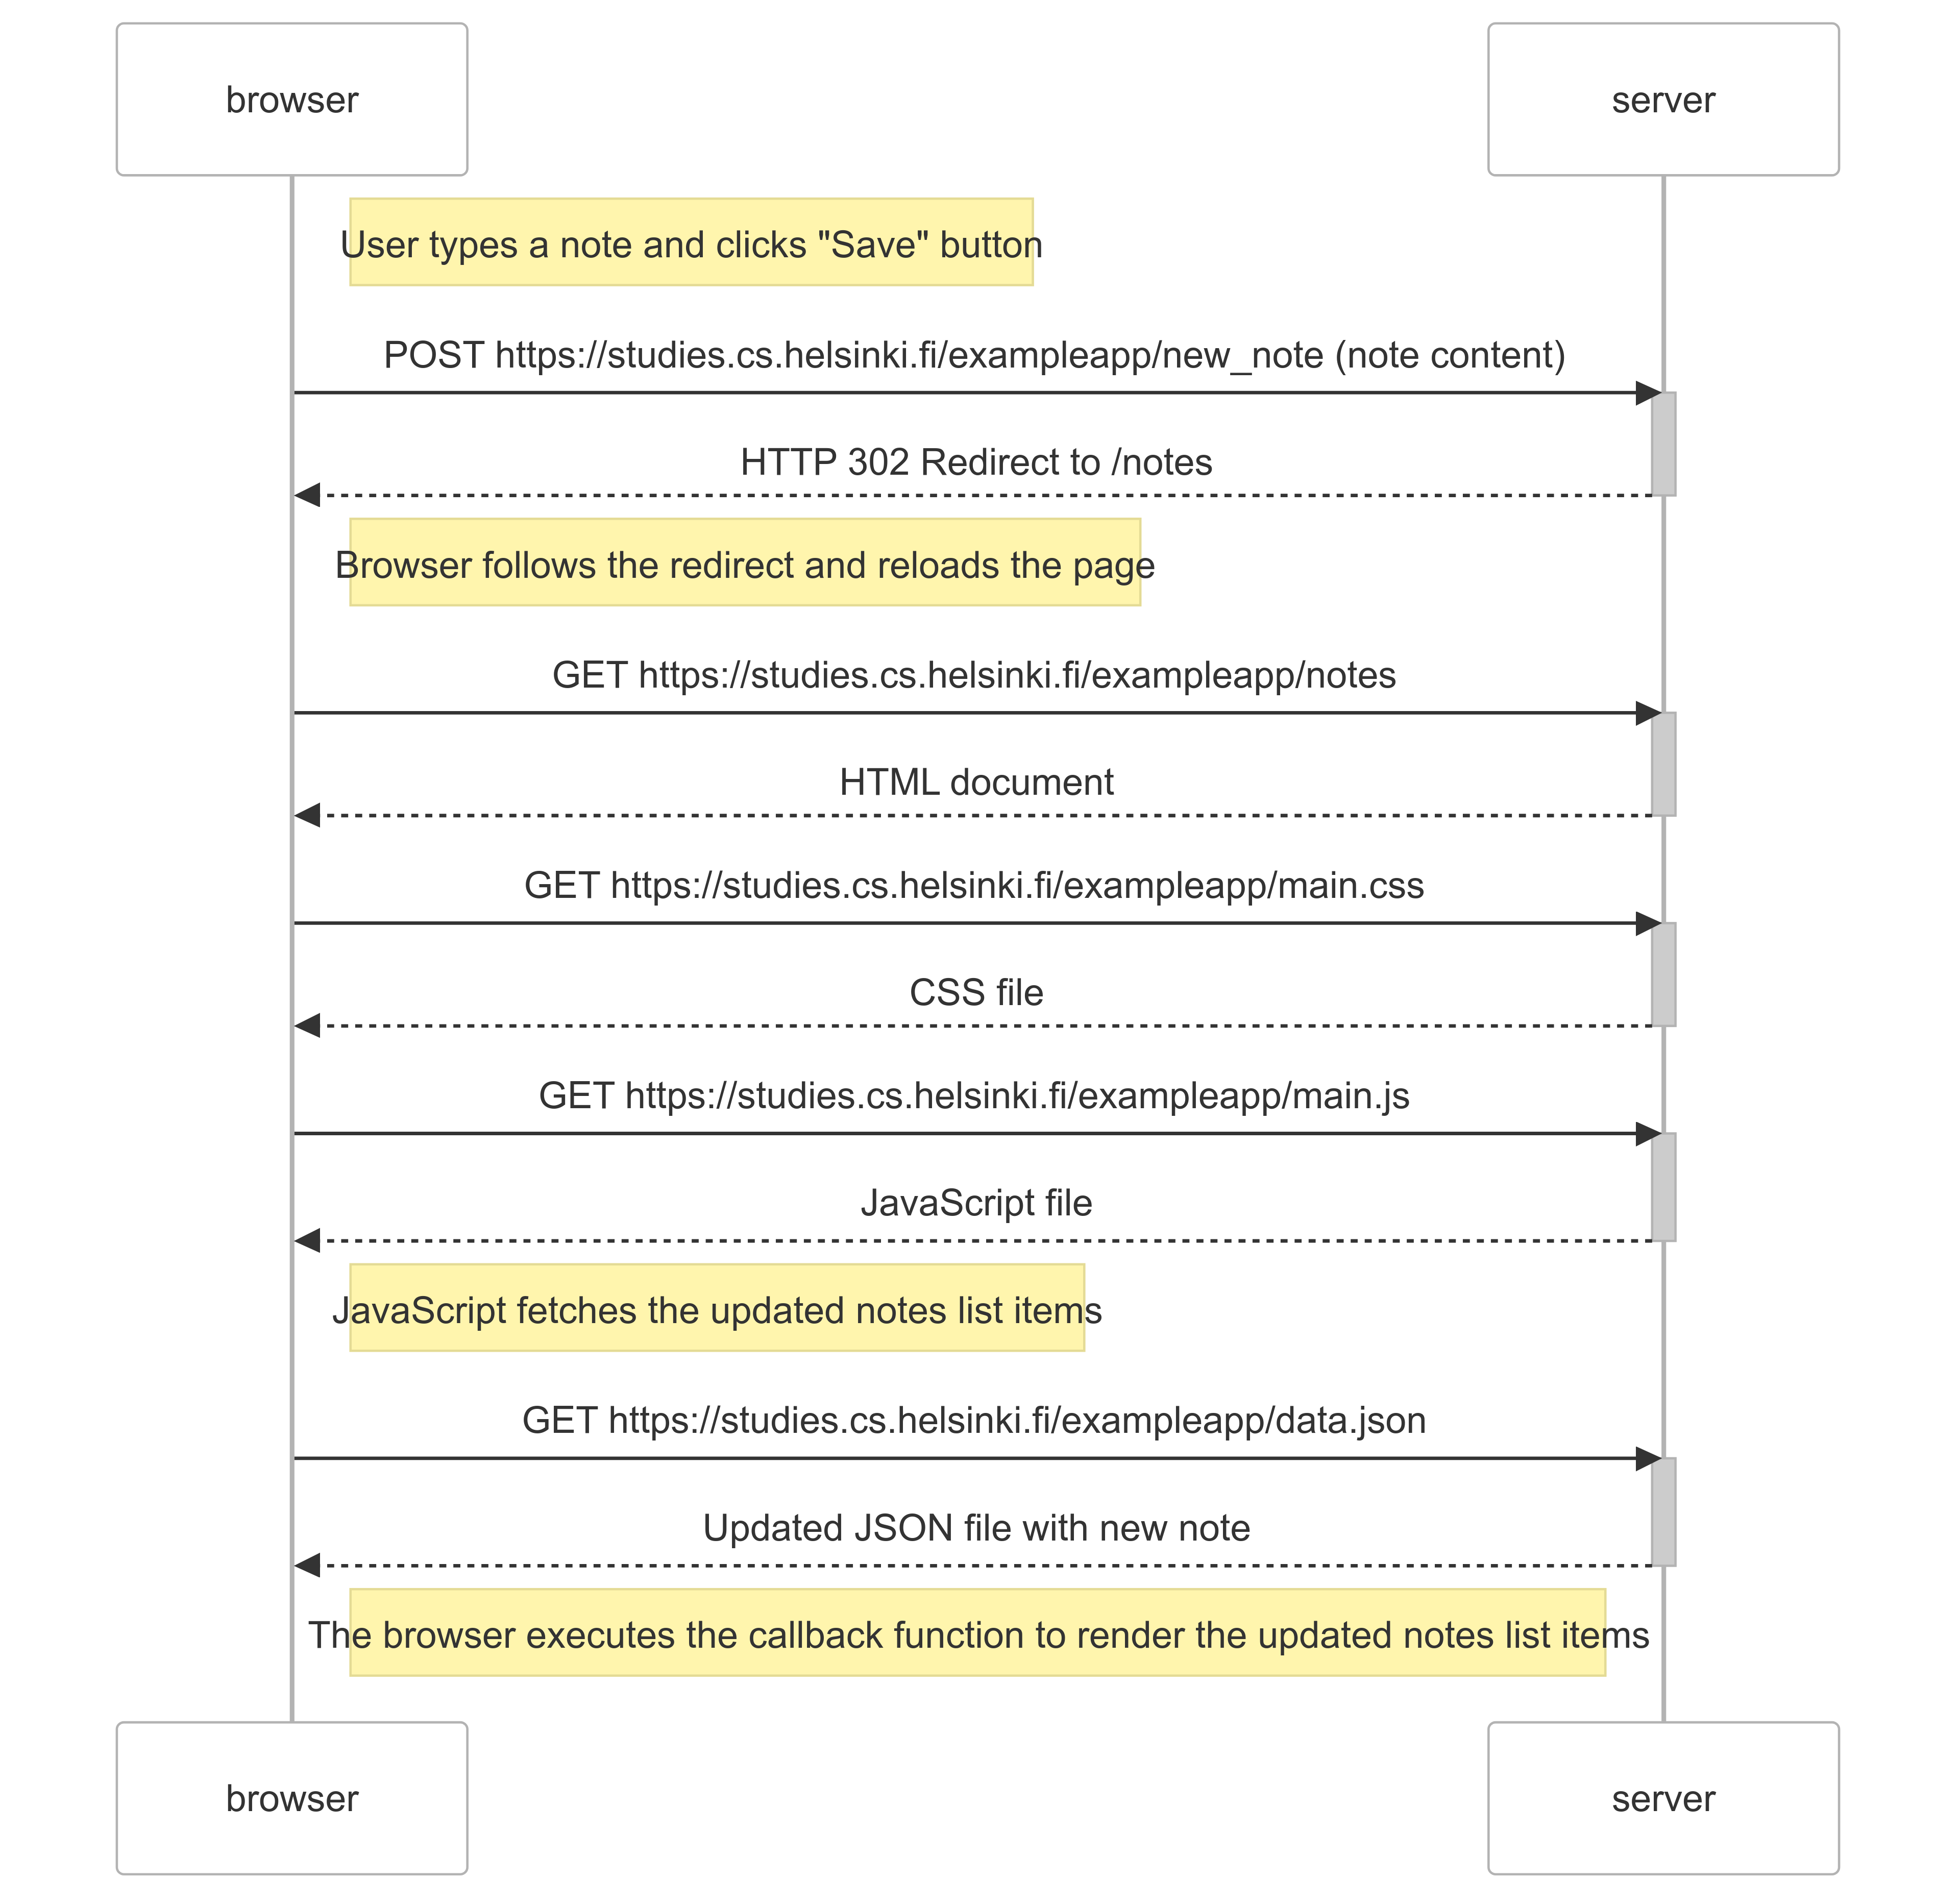 browser
server
User types a note and clicks "Save" button
POST https://studies.cs.helsinki.fi/exampleapp/new_note (note content)
HTTP 302 Redirect to /notes
Browser follows the redirect and reloads the page
GET https://studies.cs.helsinki.fi/exampleapp/notes
HTML document
GET https://studies.cs.helsinki.fi/exampleapp/main.css
CSS file
GET https://studies.cs.helsinki.fi/exampleapp/main.js
JavaScript file
JavaScript fetches the updated notes list items
GET https://studies.cs.helsinki.fi/exampleapp/data.json
Updated JSON file with new note
The browser executes the callback function to render the updated notes list items
browser
server